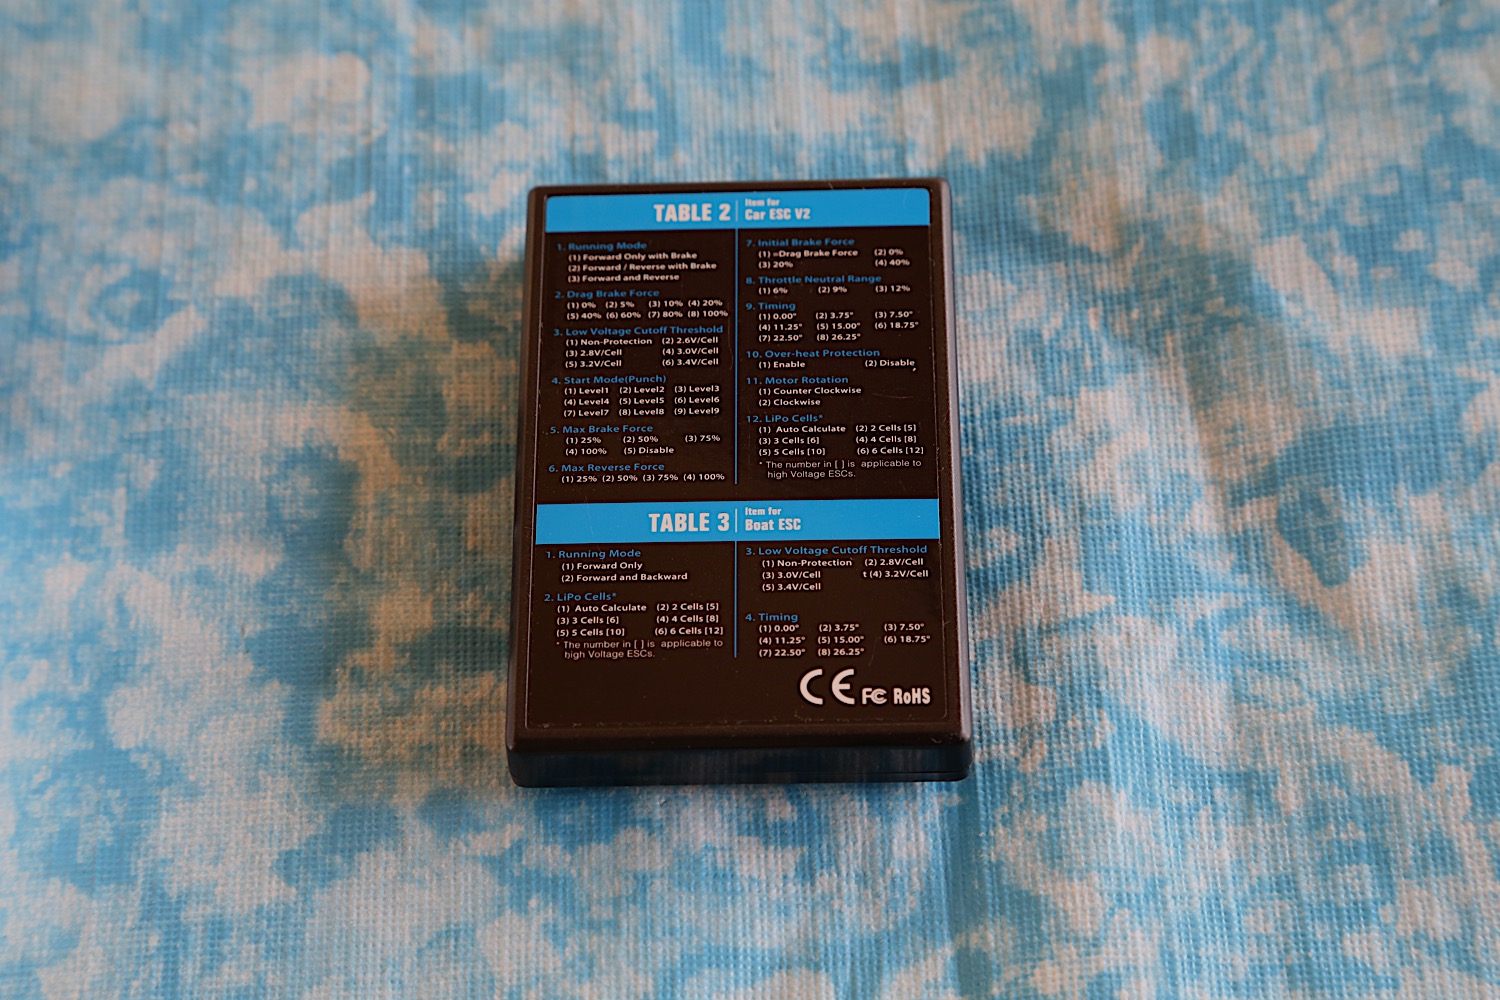 TABLE 2
Item for
Car ESC V2
1. Running Mode
(1) Forward Only with Brake
(2) Forward / Reverse with Brake
(3) Forward and Reverse
2. Drag Brake Force
(1) 0% (2) 5% (3) 10% (4) 20%
(5) 40% (6) 60% (7) 80% (8) 100%
3. Low Voltage Cutoff Threshold
(1) Non-Protection (2) 2.6V/Cell
(3) 2.8V/Cell (4) 3.0V/Cell
(5) 3.2V/Cell (6) 3.4V/Cell
4. Start Mode(Punch)
(1) Level1 (2) Level2 (3) Level3
(4) Level4 (5) Level5 (6) Level6
(7) Level7 (8) Level8 (9) Level9
5. Max Brake Force
(1) 25% (2) 50% (3) 75%
(4) 100% (5) Disable
6. Max Reverse Force
(1) 25% (2) 50% (3) 75% (4) 100%
7. Initial Brake Force
(1) =Drag Brake Force (2) 0%
(3) 20% (4) 40%
8. Throttle Neutral Range
(1) 6% (2) 9% (3) 12%
9. Timing
(1) 0.00° (2) 3.75° (3) 7.50°
(4) 11.25° (5) 15.00° (6) 18.75°
(7) 22.50° (8) 26.25°
10. Over-heat Protection
(1) Enable (2) Disable
11. Motor Rotation
(1) Counter Clockwise
(2) Clockwise
12. LiPo Cells*
(1) Auto Calculate (2) 2 Cells [5]
(3) 3 Cells [6] (4) 4 Cells [8]
(5) 5 Cells [10] (6) 6 Cells [12]
* The number in [ ] is applicable to
high Voltage ESCs.
TABLE 3
Item for
Boat ESC
1. Running Mode
(1) Forward Only
(2) Forward and Backward
2. LiPo Cells*
(1) Auto Calculate (2) 2 Cells [5]
(3) 3 Cells [6] (4) 4 Cells [8]
(5) 5 Cells [10] (6) 6 Cells [12]
* The number in [ ] is applicable to
high Voltage ESCs.
3. Low Voltage Cutoff Threshold
(1) Non-Protection (2) 2.8V/Cell
(3) 3.0V/Cell t (4) 3.2V/Cell
(5) 3.4V/Cell
4. Timing
(1) 0.00° (2) 3.75° (3) 7.50°
(4) 11.25° (5) 15.00° (6) 18.75°
(7) 22.50° (8) 26.25°
CE FC RoHS